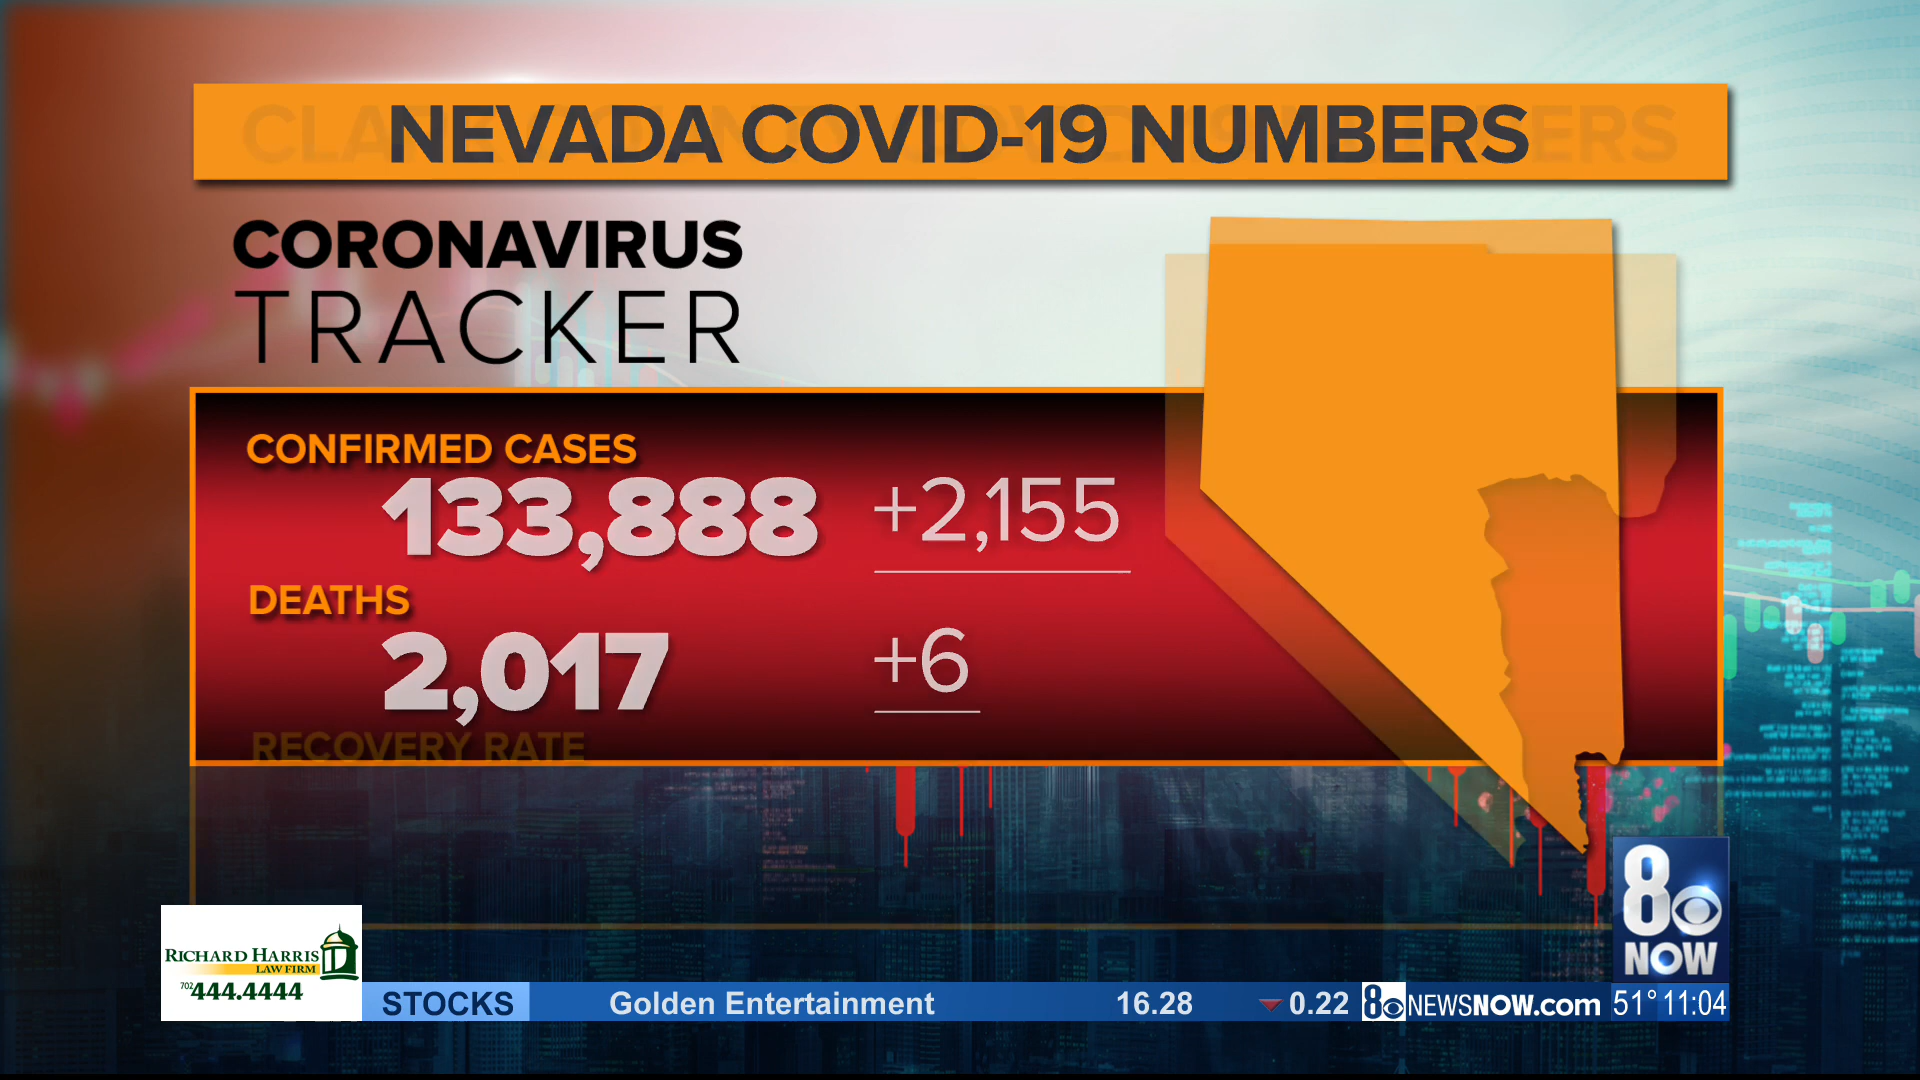 NEVADA COVID-19 NUMBERS
CORONAVIRUS
TRACKER
CONFIRMED CASES
133,888 +2,155
DEATHS
2,017 +6
RECOVERY RATE
8
NOW
RICHARD HARRIS
LAW FIRM
702 444.4444
STOCKS Golden Entertainment 16.28 0.22 8 NEWSNOW.com 51° 11:04